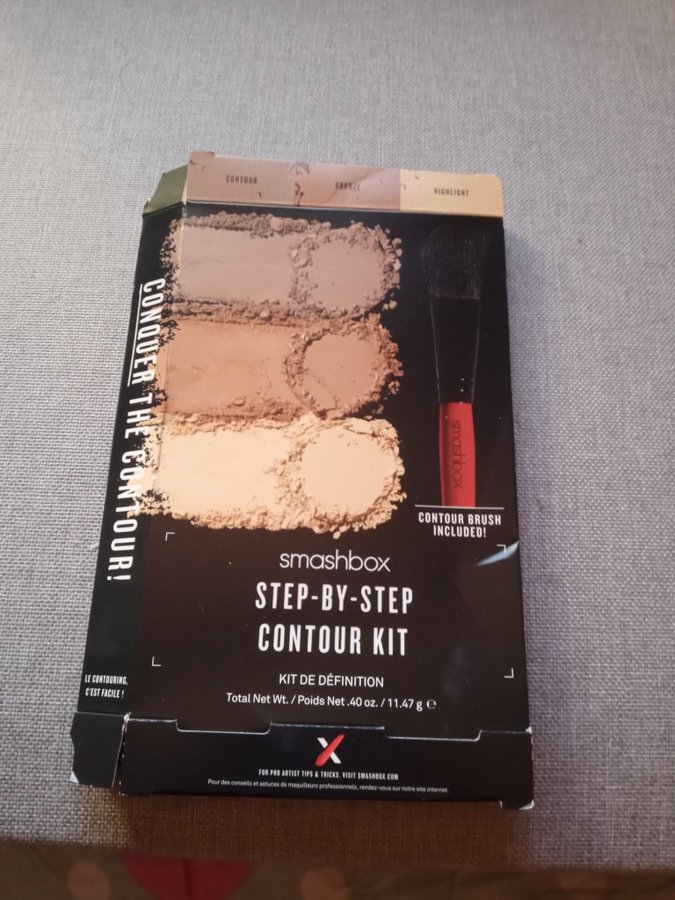 CONTOUR
BRONZE
HIGHLIGHT
CONQUER THE CONTOUR!
smashbox
CONTOUR BRUSH
INCLUDED!
smashbox
STEP-BY-STEP
CONTOUR KIT
LE CONTOURING,
C'EST FACILE !
KIT DE DÉFINITION
Total Net Wt. / Poids Net .40 oz. / 11.47 g ℮
FOR PRO ARTIST TIPS & TRICKS, VISIT SMASHBOX.COM
Pour des conseils et astuces de maquilleurs professionnels, rendez-vous sur notre site internet.